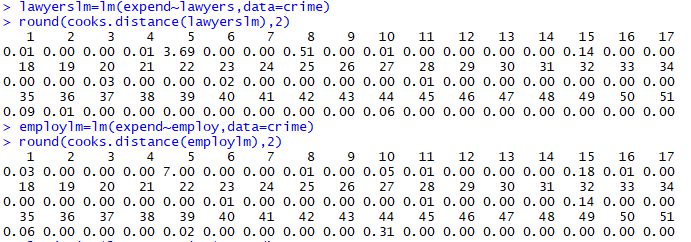 > lawyerslm=lm(expend~lawyers,data=crime)
> round(cooks.distance(lawyerslm),2)
1 2 3 4 5 6 7 8 9 10 11 12 13 14 15 16 17
0.01 0.00 0.00 0.01 3.69 0.00 0.00 0.51 0.00 0.01 0.00 0.00 0.00 0.00 0.14 0.00 0.00
18 19 20 21 22 23 24 25 26 27 28 29 30 31 32 33 34
0.00 0.00 0.03 0.00 0.00 0.02 0.00 0.00 0.00 0.00 0.01 0.00 0.00 0.00 0.00 0.00 0.00
35 36 37 38 39 40 41 42 43 44 45 46 47 48 49 50 51
0.09 0.01 0.00 0.00 0.00 0.00 0.00 0.00 0.00 0.06 0.00 0.00 0.00 0.00 0.00 0.00 0.00
> employlm=lm(expend~employ,data=crime)
> round(cooks.distance(employlm),2)
1 2 3 4 5 6 7 8 9 10 11 12 13 14 15 16 17
0.03 0.00 0.00 0.00 7.00 0.00 0.00 0.01 0.00 0.05 0.01 0.00 0.00 0.00 0.18 0.01 0.00
18 19 20 21 22 23 24 25 26 27 28 29 30 31 32 33 34
0.00 0.00 0.00 0.00 0.00 0.01 0.00 0.00 0.00 0.00 0.01 0.00 0.00 0.00 0.14 0.00 0.00
35 36 37 38 39 40 41 42 43 44 45 46 47 48 49 50 51
0.06 0.00 0.00 0.00 0.02 0.00 0.00 0.00 0.00 0.31 0.00 0.00 0.00 0.00 0.00 0.00 0.00